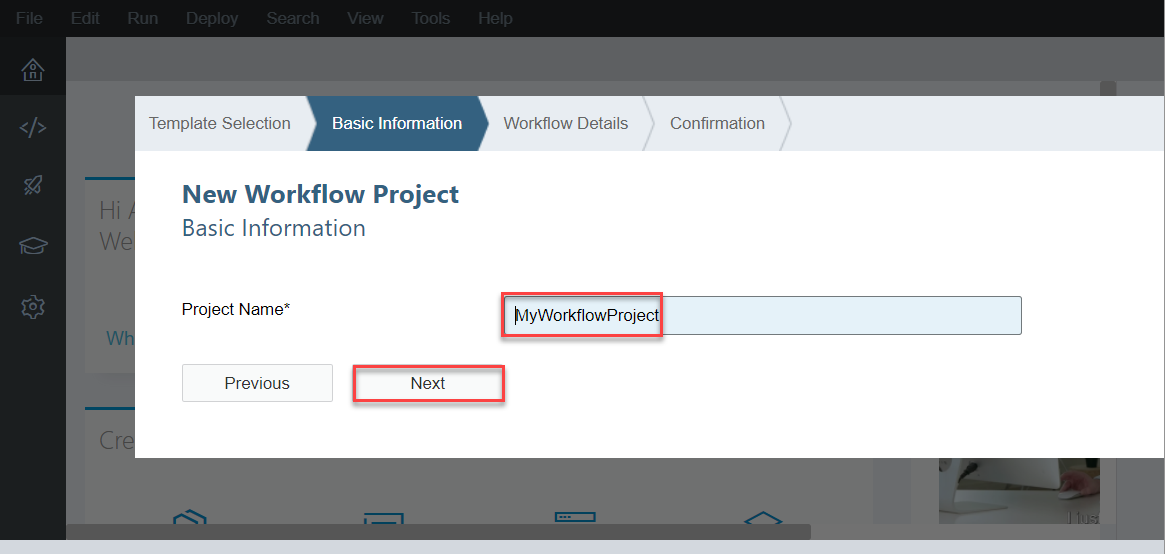 File Edit Run Deploy Search View Tools Help
Template Selection Basic Information Workflow Details Confirmation
New Workflow Project
Basic Information
Hi
We
Project Name*
MyWorkflowProject
Wh
Previous Next
Cre